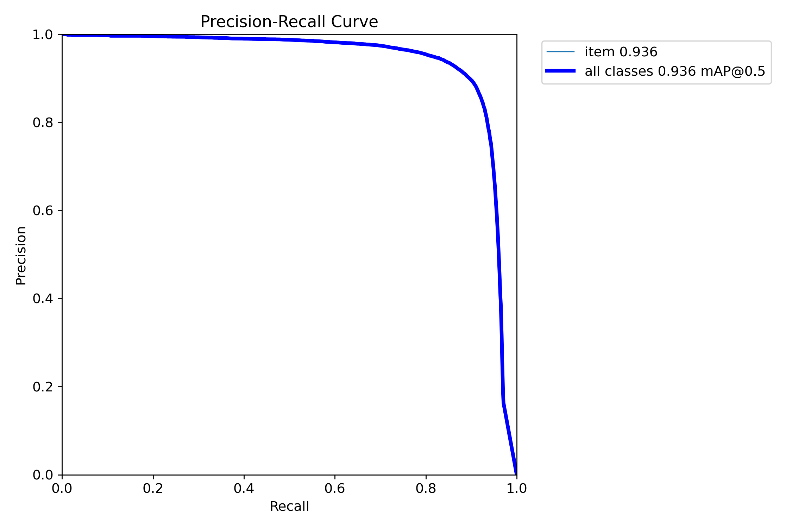 Precision-Recall Curve
item 0.936
all classes 0.936 mAP@0.5
1.0
0.8
0.6
0.4
0.2
0.0
Precision
0.0 0.2 0.4 0.6 0.8 1.0
Recall